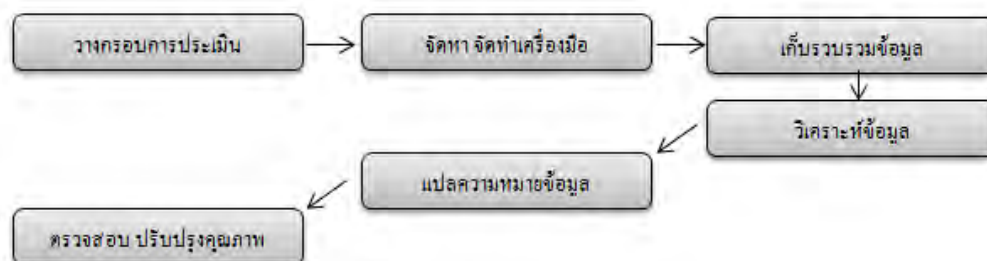 วางกรอบการประเมิน
จัดหา จัดทำเครื่องมือ
เก็บรวบรวมข้อมูล
วิเคราะห์ข้อมูล
แปลความหมายข้อมูล
ตรวจสอบ ปรับปรุงคุณภาพ